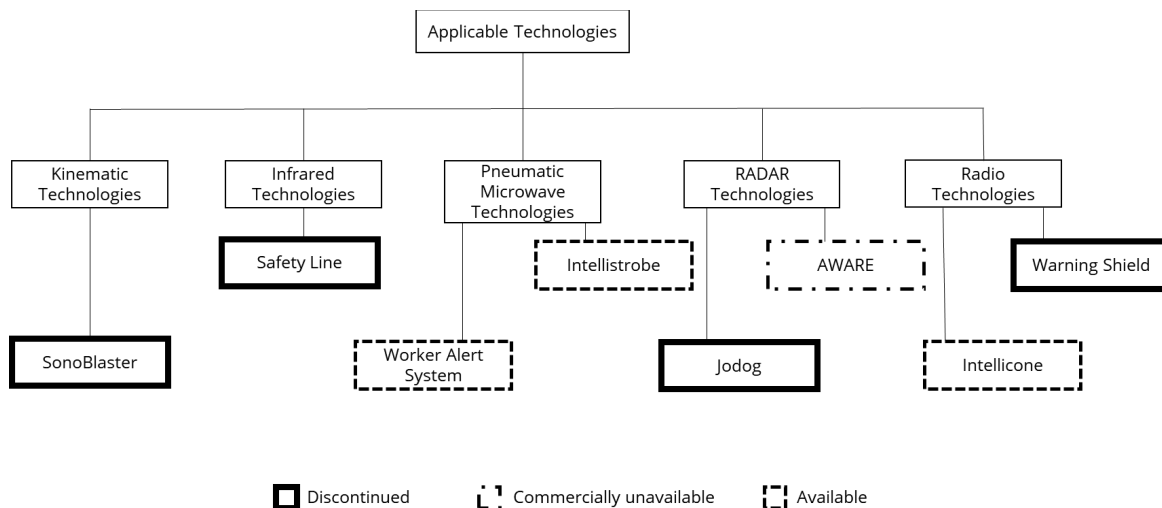 Applicable Technologies
Kinematic
Technologies
Infrared
Technologies
Pneumatic
Microwave
Technologies
RADAR
Technologies
Radio
Technologies
Safety Line
Intellistrobe
AWARE
Warning Shield
SonoBlaster
Worker Alert
System
Jodog
Intellicone
Discontinued
Commercially unavailable
Available